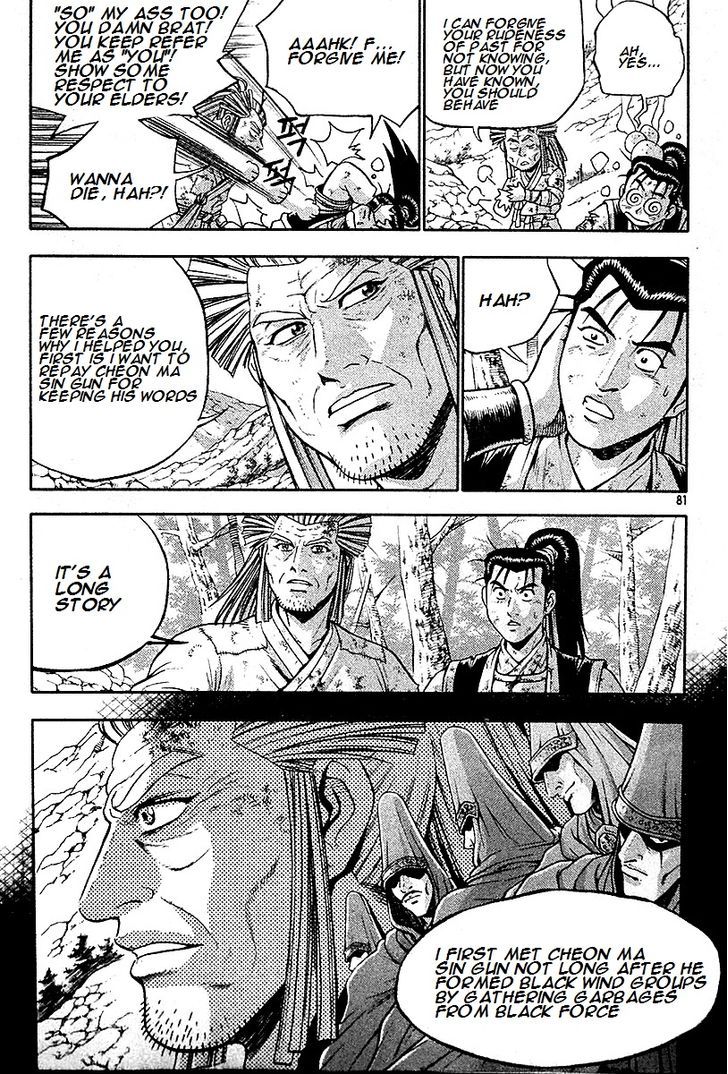 "SO" MY ASS TOO!
YOU DAMN BRAT!
YOU KEEP REFER
ME AS "YOU"!
SHOW SOME
RESPECT TO
YOUR ELDERS!
AAAHK! F...
FORGIVE ME!
WANNA
DIE, HAH?!
퍼
퍽
I CAN FORGIVE
YOUR RUDENESS
OF PAST FOR
NOT KNOWING,
BUT NOW YOU
HAVE KNOWN,
YOU SHOULD
BEHAVE
AH,
YES...
THERE'S A
FEW REASONS
WHY I HELPED YOU,
FIRST IS I WANT TO
REPAY CHEON MA
SIN GUN FOR
KEEPING HIS WORDS
HAH?
81
IT'S A
LONG
STORY
I FIRST MET CHEON MA
SIN GUN NOT LONG AFTER HE
FORMED BLACK WIND GROUPS
BY GATHERING GARBAGES
FROM BLACK FORCE